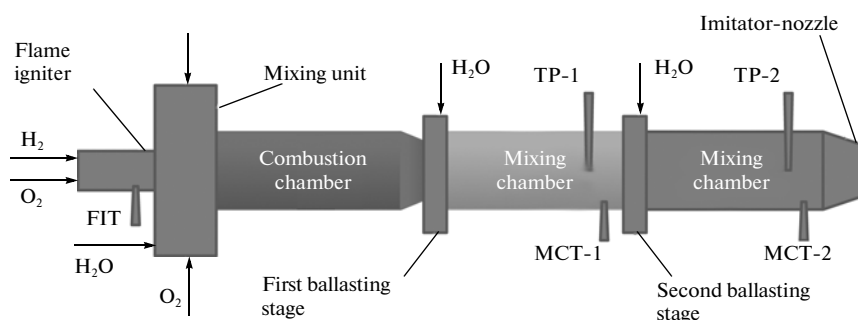 Imitator-nozzle
Flame
igniter
Mixing unit
H₂O
TP-1
H₂O
TP-2
H₂
O₂
Combustion
chamber
Mixing
chamber
Mixing
chamber
FIT
H₂O
O₂
First ballasting
stage
MCT-1
Second ballasting
stage
MCT-2